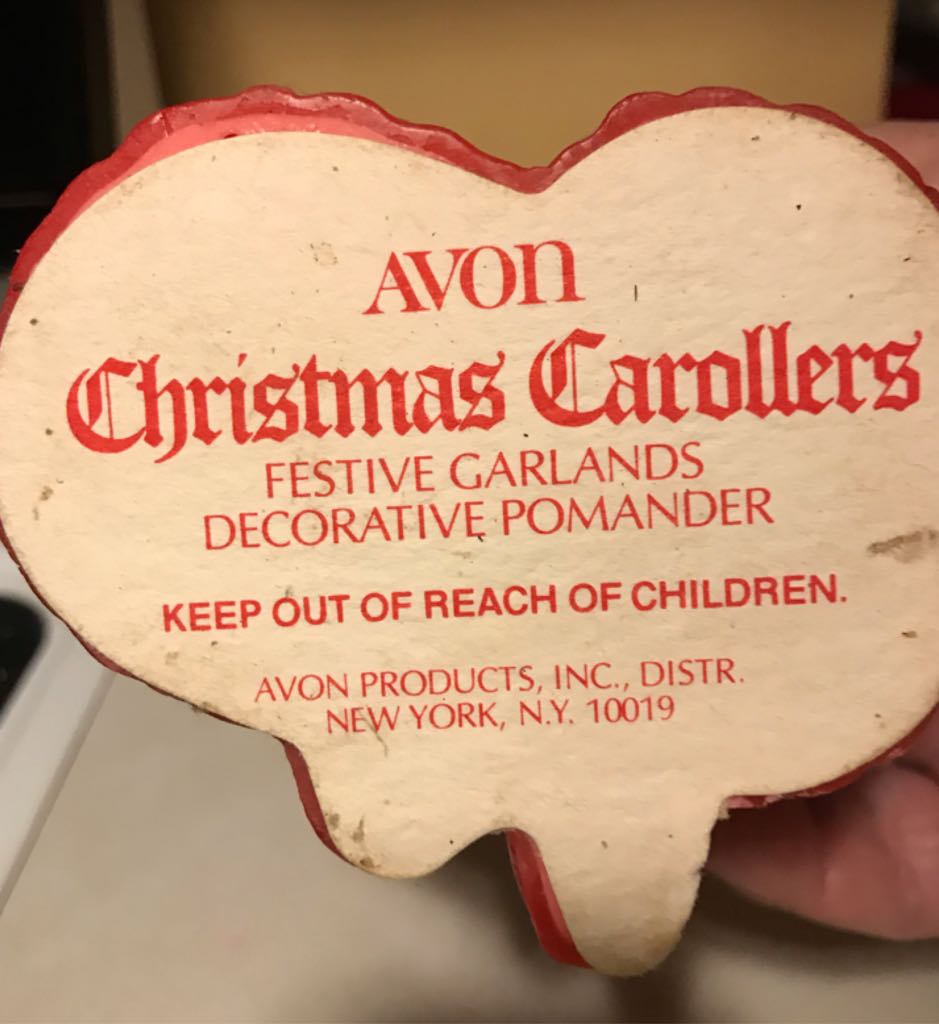 AVON
Christmas Carollers
FESTIVE GARLANDS
DECORATIVE POMANDER
KEEP OUT OF REACH OF CHILDREN.
AVON PRODUCTS, INC., DISTR.
NEW YORK, N.Y. 10019